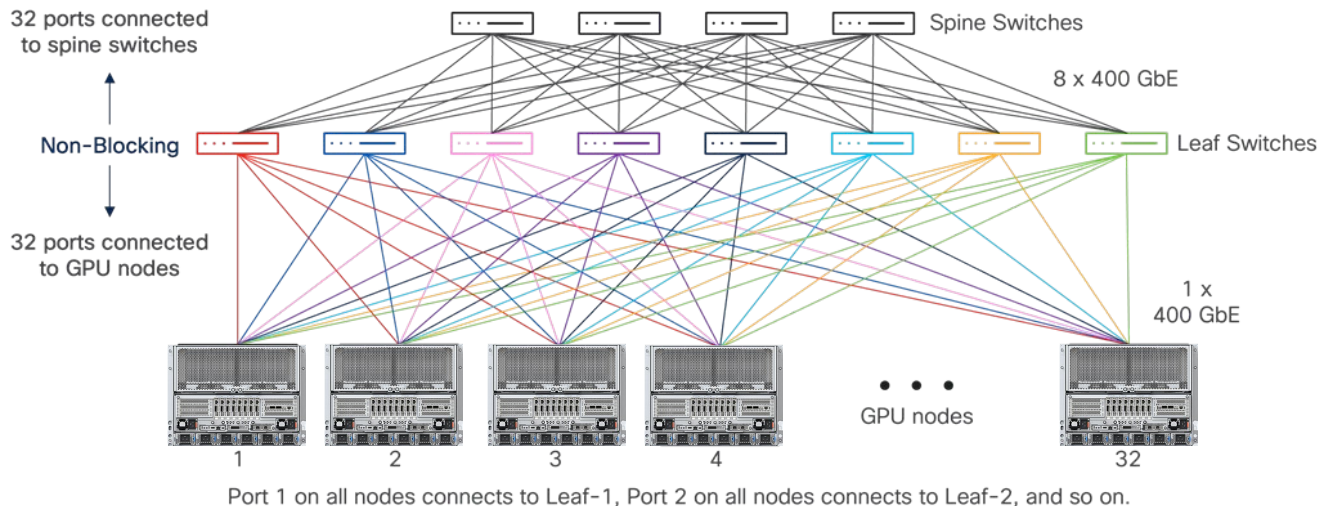 32 ports connected
to spine switches
Spine Switches
8 x 400 GbE
Non-Blocking
Leaf Switches
32 ports connected
to GPU nodes
1 x
400 GbE
GPU nodes
1
2
3
4
32
Port 1 on all nodes connects to Leaf-1, Port 2 on all nodes connects to Leaf-2, and so on.